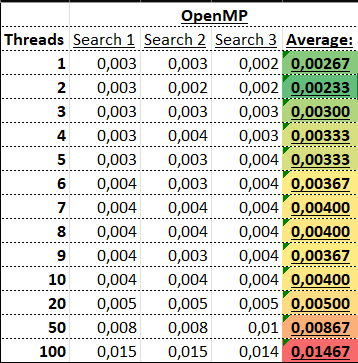 OpenMP
Threads Search 1 Search 2 Search 3 Average:
1 0,003 0,003 0,002 0,00267
2 0,003 0,002 0,002 0,00233
3 0,003 0,003 0,003 0,00300
4 0,003 0,004 0,003 0,00333
5 0,003 0,003 0,004 0,00333
6 0,004 0,003 0,004 0,00367
7 0,004 0,004 0,004 0,00400
8 0,004 0,004 0,004 0,00400
9 0,004 0,003 0,004 0,00367
10 0,004 0,004 0,004 0,00400
20 0,005 0,005 0,005 0,00500
50 0,008 0,008 0,01 0,00867
100 0,015 0,015 0,014 0,01467